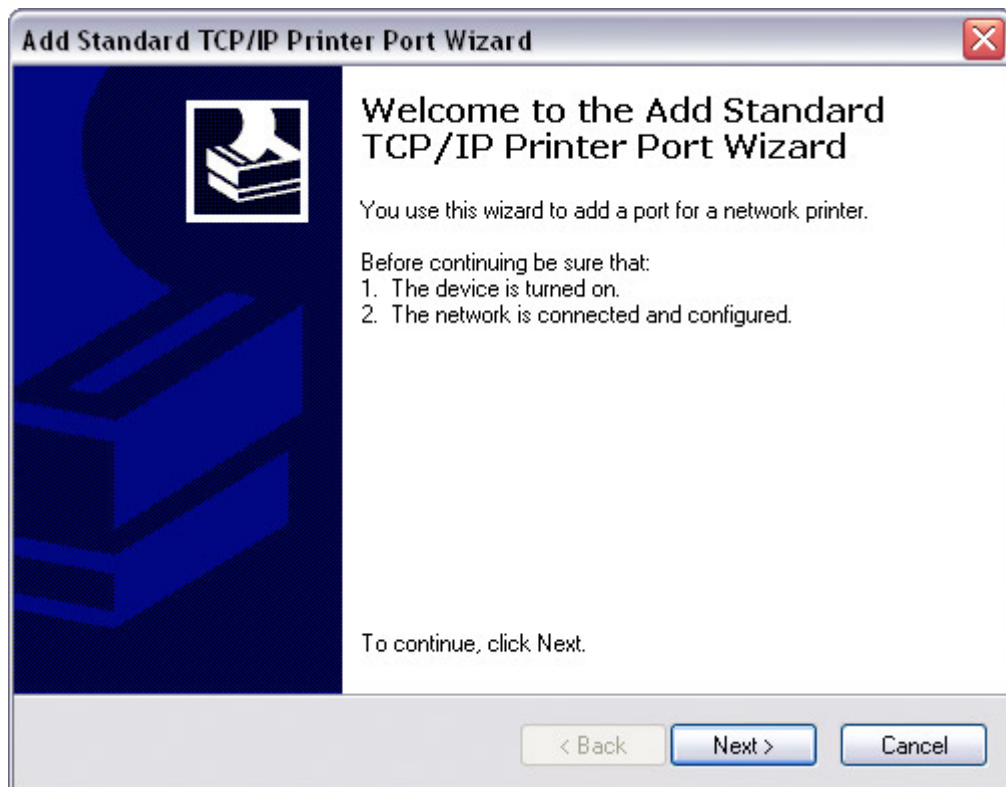 Add Standard TCP/IP Printer Port Wizard
Welcome to the Add Standard
TCP/IP Printer Port Wizard
You use this wizard to add a port for a network printer.
Before continuing be sure that:
1. The device is turned on.
2. The network is connected and configured.
To continue, click Next.
< Back
Next >
Cancel